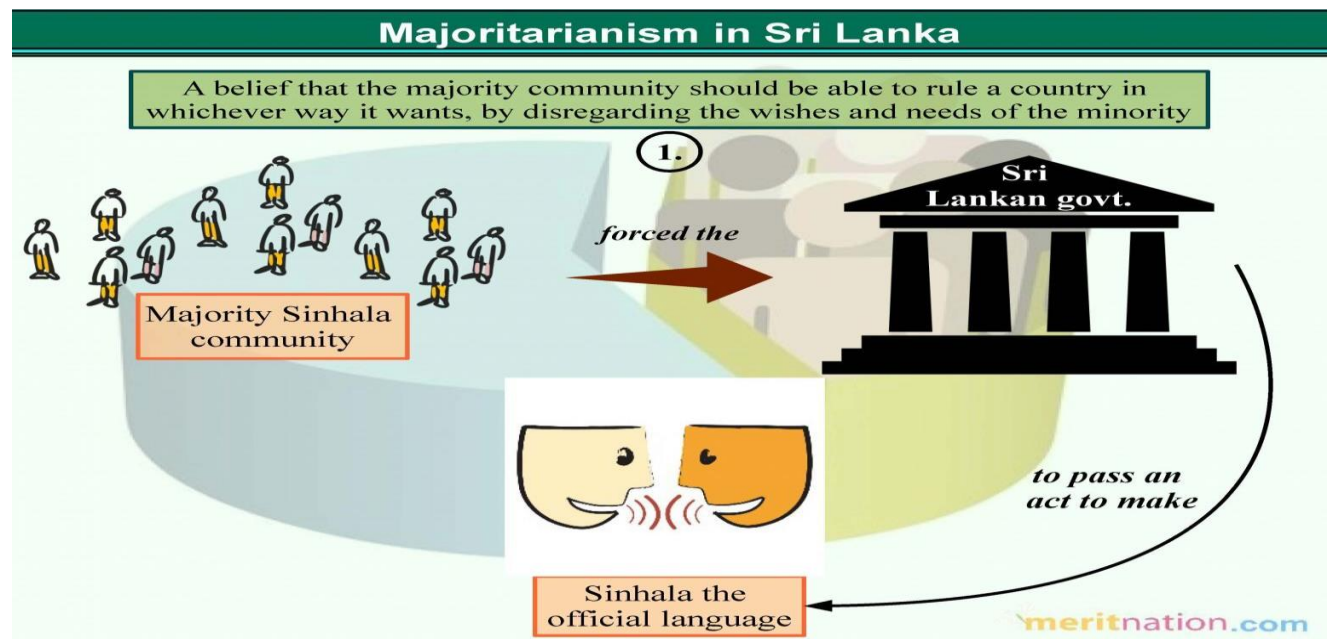 Majoritarianism in Sri Lanka
A belief that the majority community should be able to rule a country in
whichever way it wants, by disregarding the wishes and needs of the minority
1.
Sri
Lankan govt.
forced the
Majority Sinhala
community
to pass an
act to make
Sinhala the
official language
meritnation.com